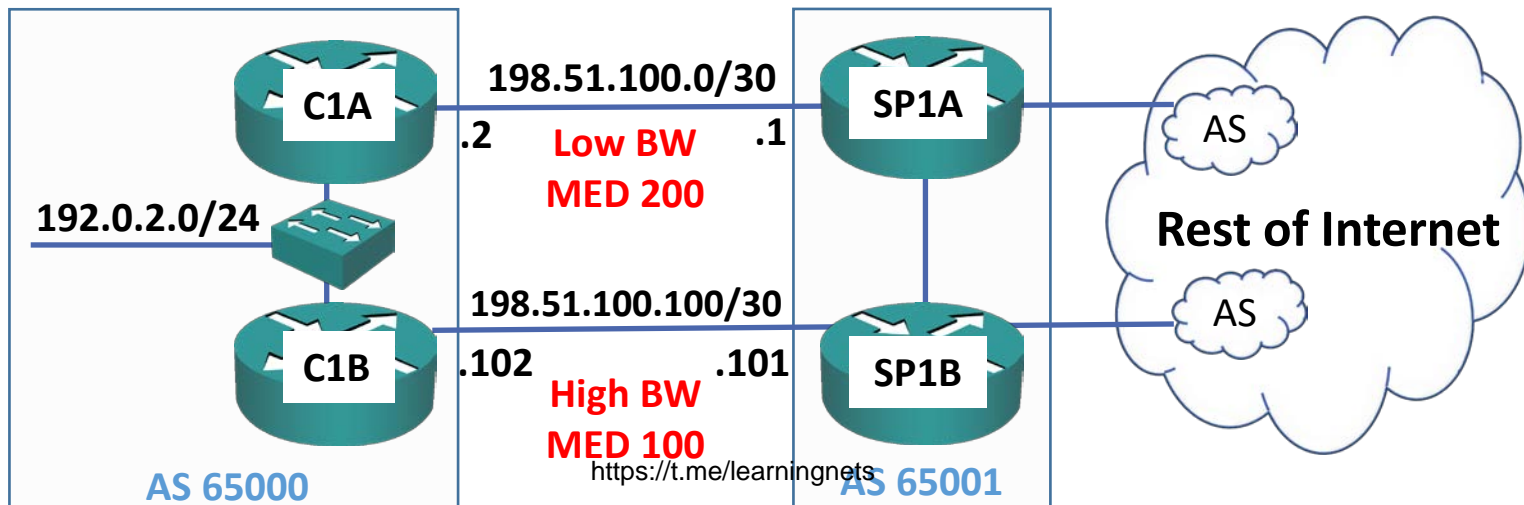 C1A
198.51.100.0/30
SP1A
.2
Low BW
.1
MED 200
AS
192.0.2.0/24
Rest of Internet
198.51.100.100/30
C1B
.102
.101
SP1B
AS
High BW
MED 100
https://t.me/learningnets
AS 65000
AS 65001